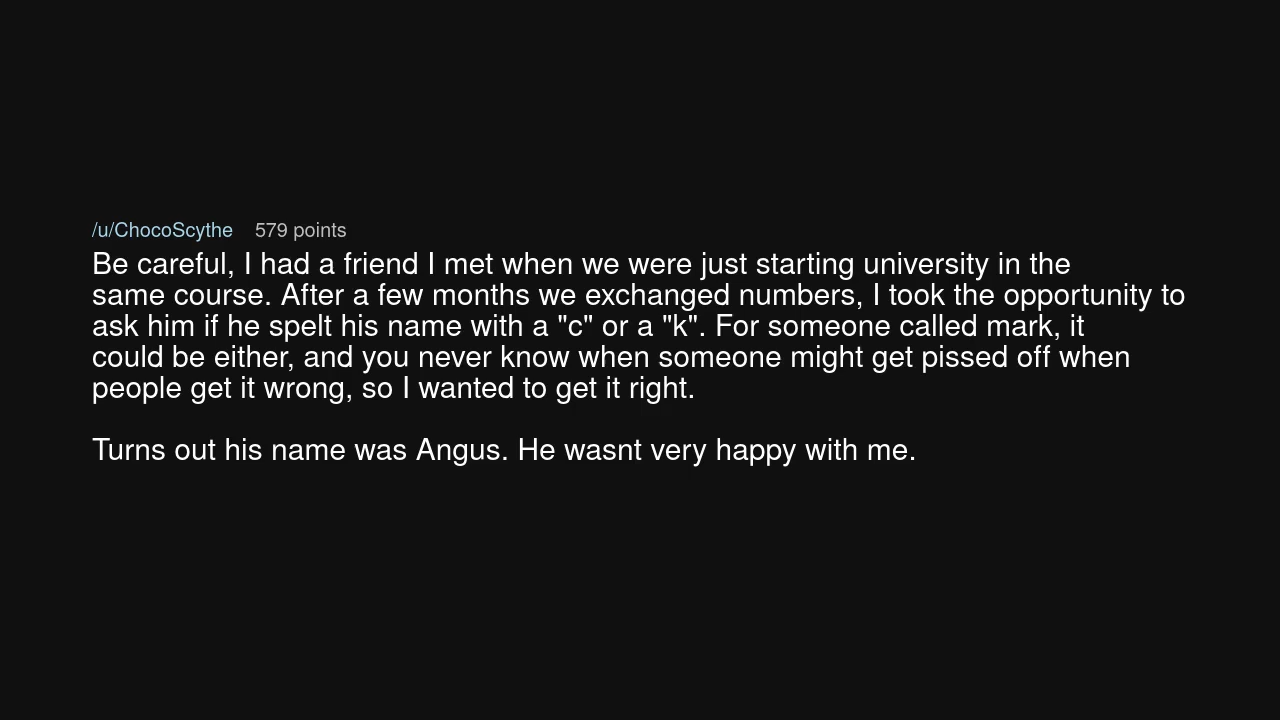 /u/ChocoScythe 579 points
Be careful, I had a friend I met when we were just starting university in the
same course. After a few months we exchanged numbers, I took the opportunity to
ask him if he spelt his name with a "c" or a "k". For someone called mark, it
could be either, and you never know when someone might get pissed off when
people get it wrong, so I wanted to get it right.
Turns out his name was Angus. He wasnt very happy with me.